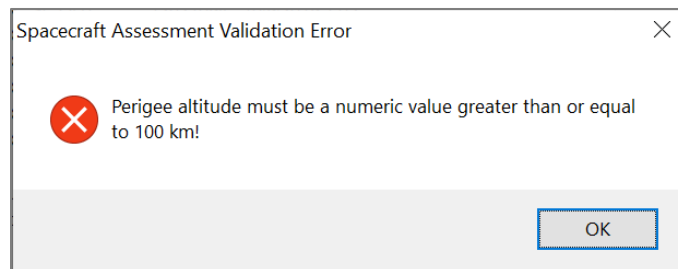 Spacecraft Assessment Validation Error
Perigee altitude must be a numeric value greater than or equal
to 100 km!
OK